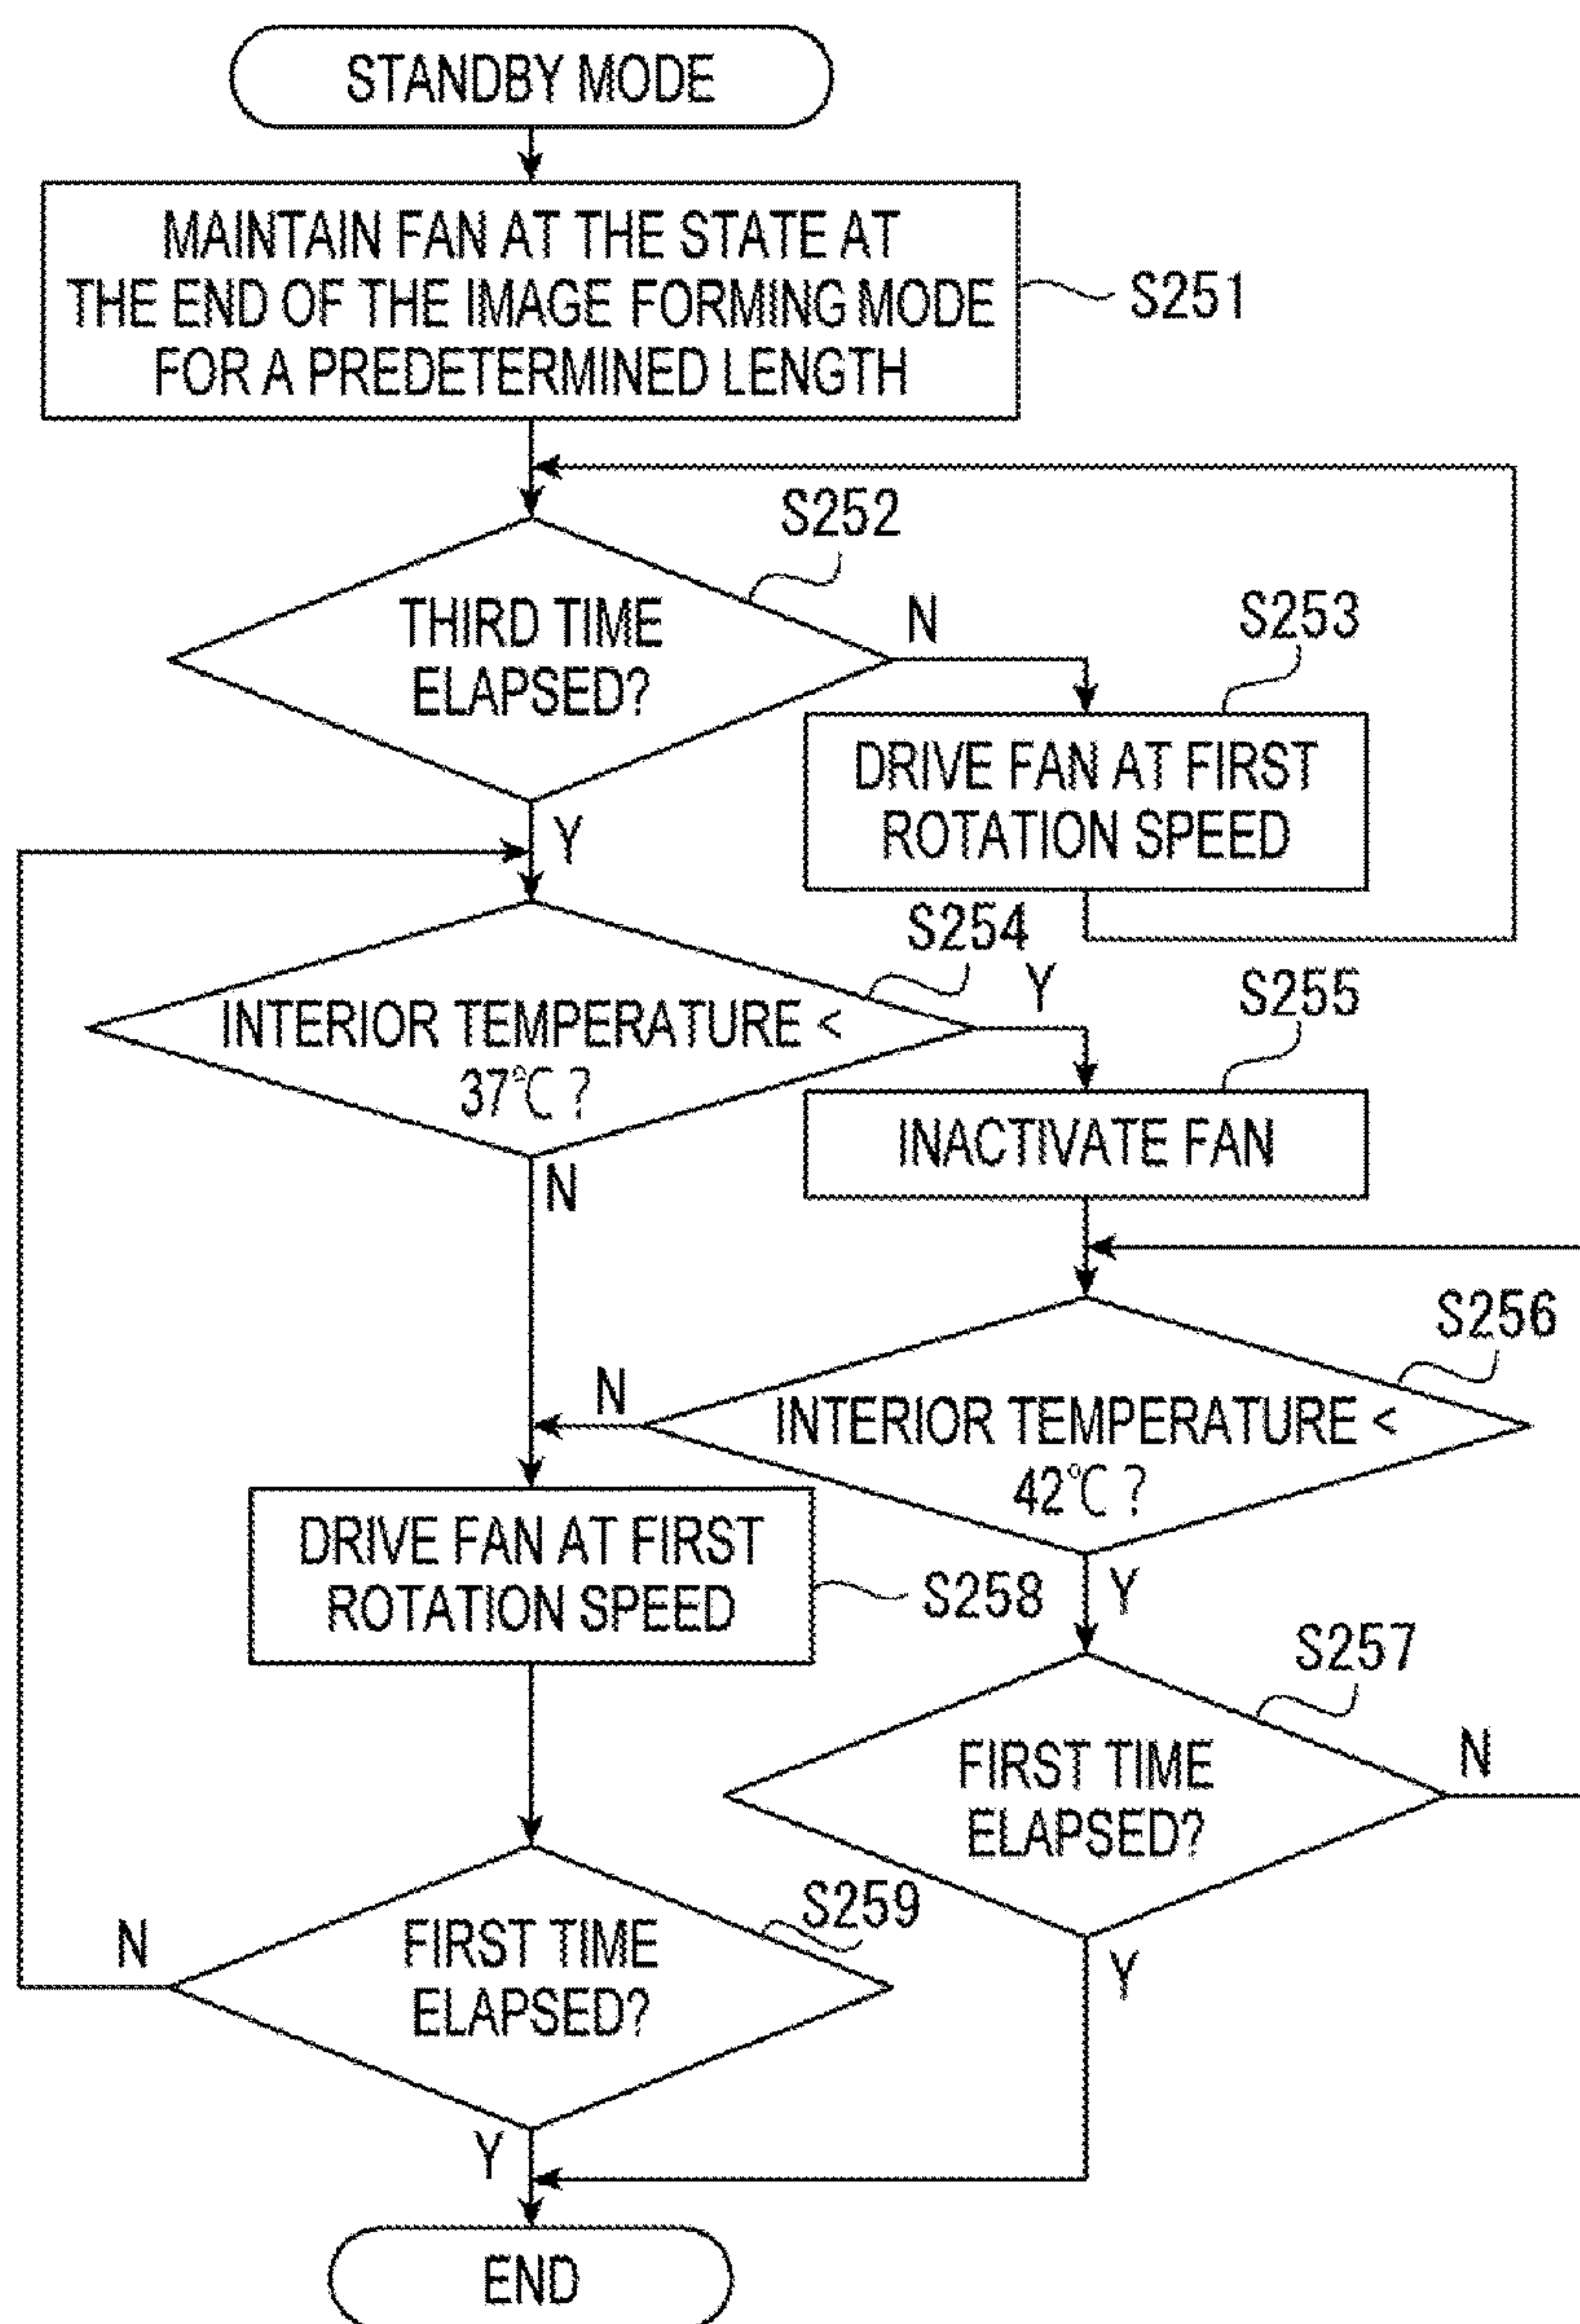 STANDBY MODE
MAINTAIN FAN AT THE STATE AT
THE END OF THE IMAGE FORMING MODE
FOR A PREDETERMINED LENGTH
S251
S252
THIRD TIME
ELAPSED?
N
S253
DRIVE FAN AT FIRST
ROTATION SPEED
Y
S254
INTERIOR TEMPERATURE <
37℃?
Y
S255
INACTIVATE FAN
N
S256
INTERIOR TEMPERATURE <
42℃?
N
Y
DRIVE FAN AT FIRST
ROTATION SPEED
S258
S257
FIRST TIME
ELAPSED?
N
Y
S259
FIRST TIME
ELAPSED?
N
Y
END